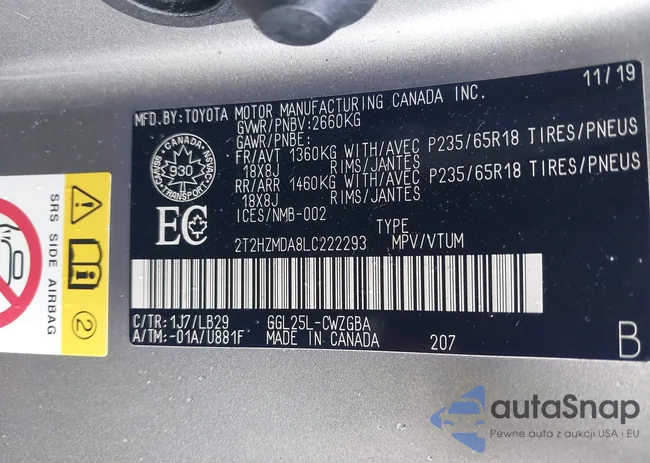 11/19
MFD.BY:TOYOTA MOTOR MANUFACTURING CANADA INC.
GVWR/PNBV:2660KG
GAWR/PNBE:
FR/AVT 1360KG WITH/AVEC P235/65R18 TIRES/PNEUS
18X8J RIMS/JANTES
RR/ARR 1460KG WITH/AVEC P235/65R18 TIRES/PNEUS
18X8J RIMS/JANTES
ICES/NMB-002
CANADA
930
TRANSPORT
EC
TYPE
2T2HZMDA8LC222293 MPV/VTUM
C/TR:1J7/LB29 GGL25L-CWZGBA
A/TM:-01A/U881F MADE IN CANADA 207
B
SRS SIDE AIRBAG
2
autaSnap
Pewne auta z aukcji USA i EU